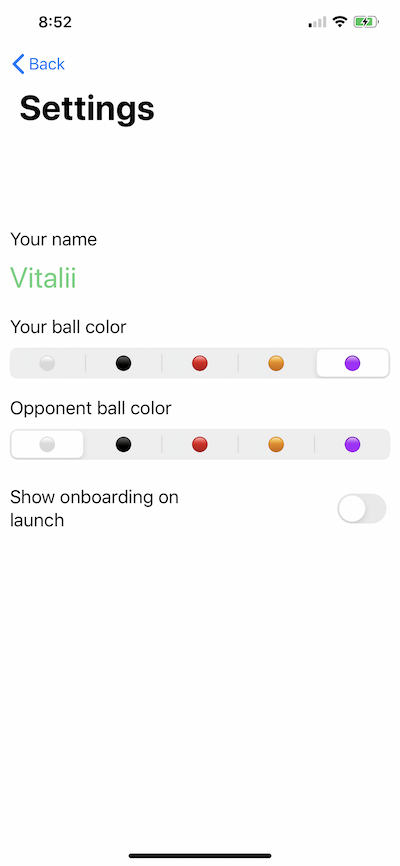 8:52
Back
Settings
Your name
Vitalii
Your ball color
Opponent ball color
Show onboarding on
launch